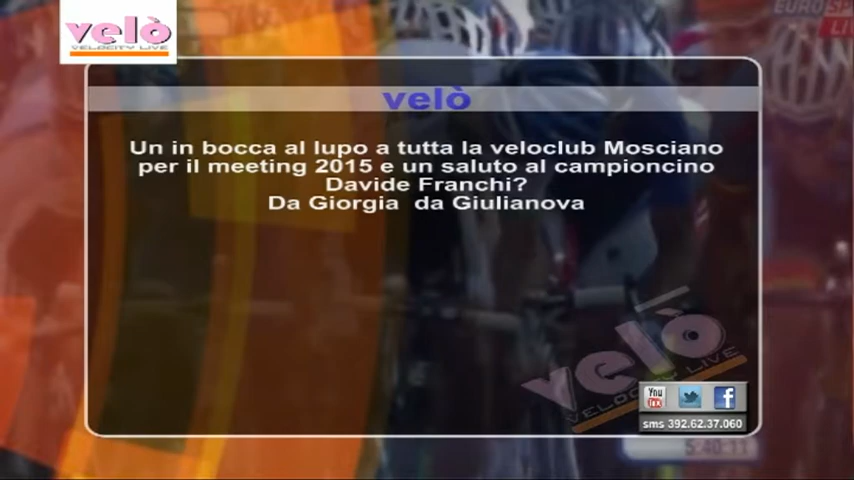 velò
VELOCITY LIVE
EUROSP
LI
velò
Un in bocca al lupo a tutta la veloclub Mosciano
per il meeting 2015 e un saluto al campioncino
Davide Franchi?
Da Giorgia da Giulianova
velò
VELOCITY LIVE
You
sms 392.62.37.060
5:40:11